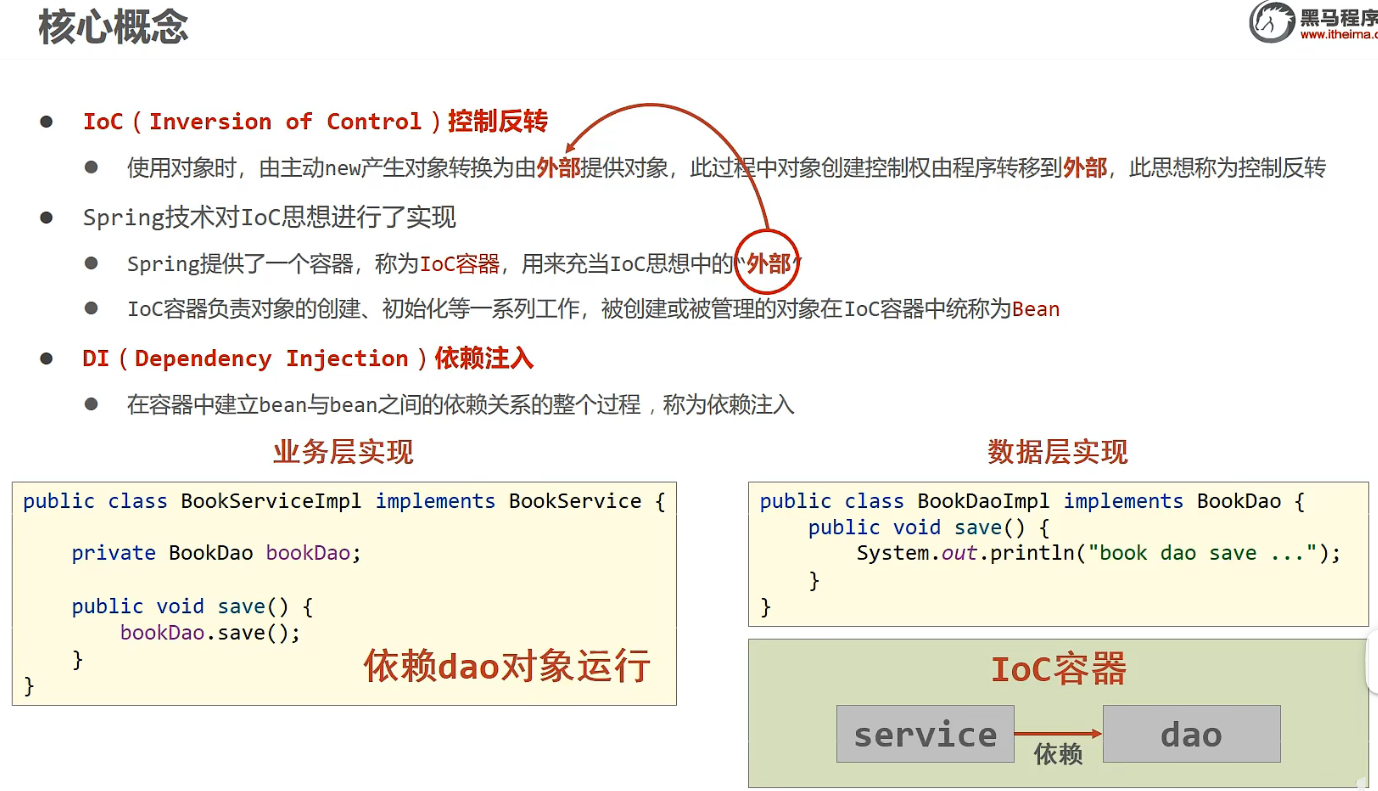 核心概念
黑马程序
www.itheima.c
IoC（Inversion of Control）控制反转
使用对象时，由主动new产生对象转换为由外部提供对象，此过程中对象创建控制权由程序转移到外部，此思想称为控制反转
Spring技术对IoC思想进行了实现
Spring提供了一个容器，称为IoC容器，用来充当IoC思想中的“外部”
IoC容器负责对象的创建、初始化等一系列工作，被创建或被管理的对象在IoC容器中统称为Bean
DI（Dependency Injection）依赖注入
在容器中建立bean与bean之间的依赖关系的整个过程，称为依赖注入
业务层实现
public class BookServiceImpl implements BookService {
private BookDao bookDao;
public void save() {
bookDao.save();
}
}
依赖dao对象运行
数据层实现
public class BookDaoImpl implements BookDao {
public void save() {
System.out.println("book dao save ...");
}
}
IoC容器
service
依赖
dao